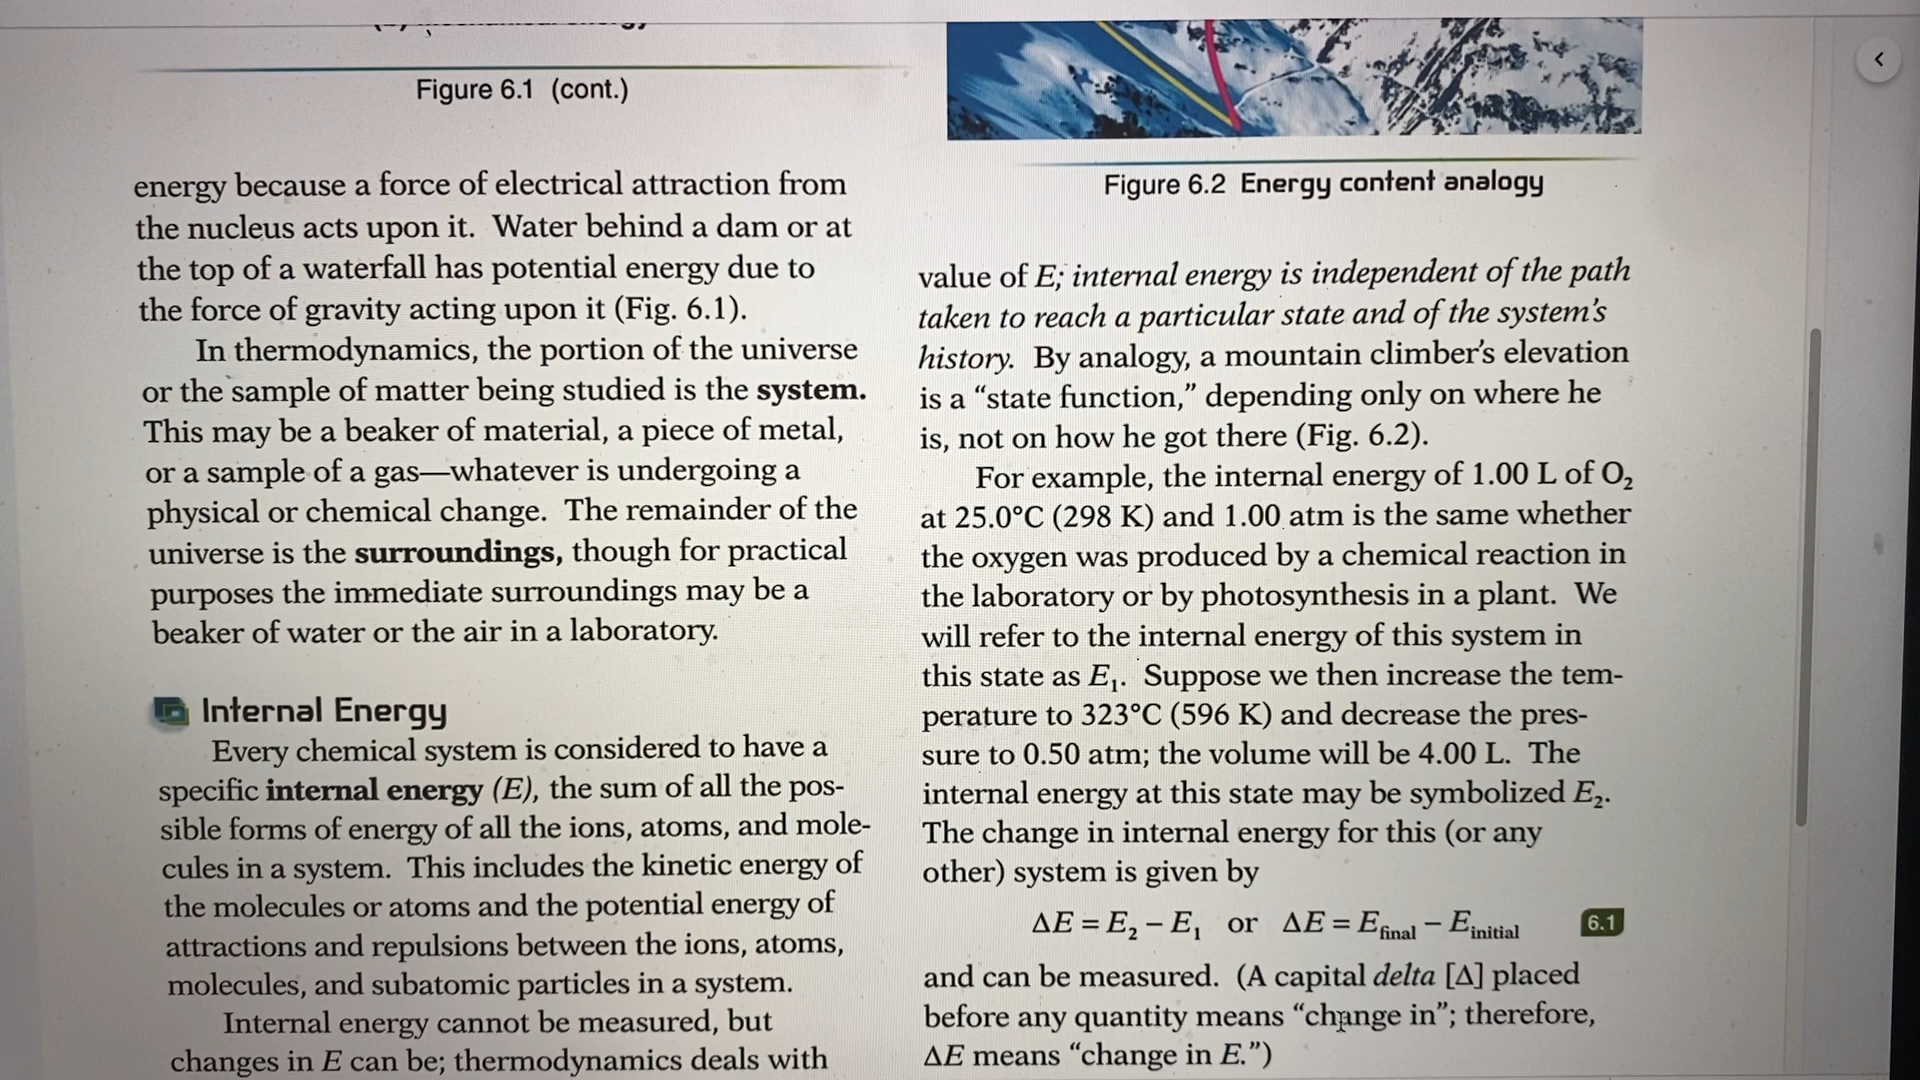 Figure 6.1 (cont.)
energy because a force of electrical attraction from
the nucleus acts upon it. Water behind a dam or at
the top of a waterfall has potential energy due to
the force of gravity acting upon it (Fig. 6.1).
In thermodynamics, the portion of the universe
or the sample of matter being studied is the system.
This may be a beaker of material, a piece of metal,
or a sample of a gas—whatever is undergoing a
physical or chemical change. The remainder of the
universe is the surroundings, though for practical
purposes the immediate surroundings may be a
beaker of water or the air in a laboratory.
Internal Energy
Every chemical system is considered to have a
specific internal energy (E), the sum of all the pos-
sible forms of energy of all the ions, atoms, and mole-
cules in a system. This includes the kinetic energy of
the molecules or atoms and the potential energy of
attractions and repulsions between the ions, atoms,
molecules, and subatomic particles in a system.
Internal energy cannot be measured, but
changes in E can be; thermodynamics deals with
Figure 6.2 Energy content analogy
value of E; internal energy is independent of the path
taken to reach a particular state and of the system's
history. By analogy, a mountain climber's elevation
is a “state function,” depending only on where he
is, not on how he got there (Fig. 6.2).
For example, the internal energy of 1.00 L of O₂
at 25.0°C (298 K) and 1.00 atm is the same whether
the oxygen was produced by a chemical reaction in
the laboratory or by photosynthesis in a plant. We
will refer to the internal energy of this system in
this state as E₁. Suppose we then increase the tem-
perature to 323°C (596 K) and decrease the pres-
sure to 0.50 atm; the volume will be 4.00 L. The
internal energy at this state may be symbolized E₂.
The change in internal energy for this (or any
other) system is given by
ΔE = E₂ – E₁ or ΔE = Efinal – Einitial 6.1
and can be measured. (A capital delta [Δ] placed
before any quantity means “change in”; therefore,
ΔE means “change in E.”)